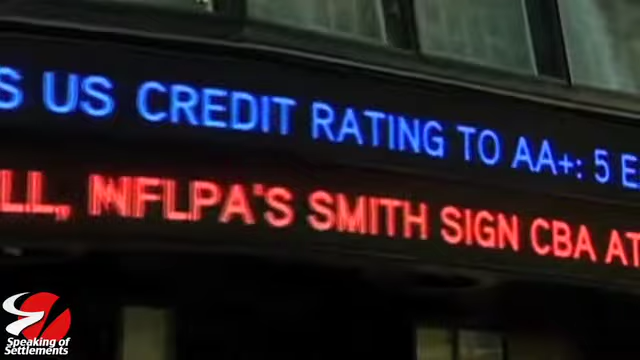 S US CREDIT RATING TO AA+: 5 E
LL, NFLPA'S SMITH SIGN CBA AT
Speaking of
Settlements